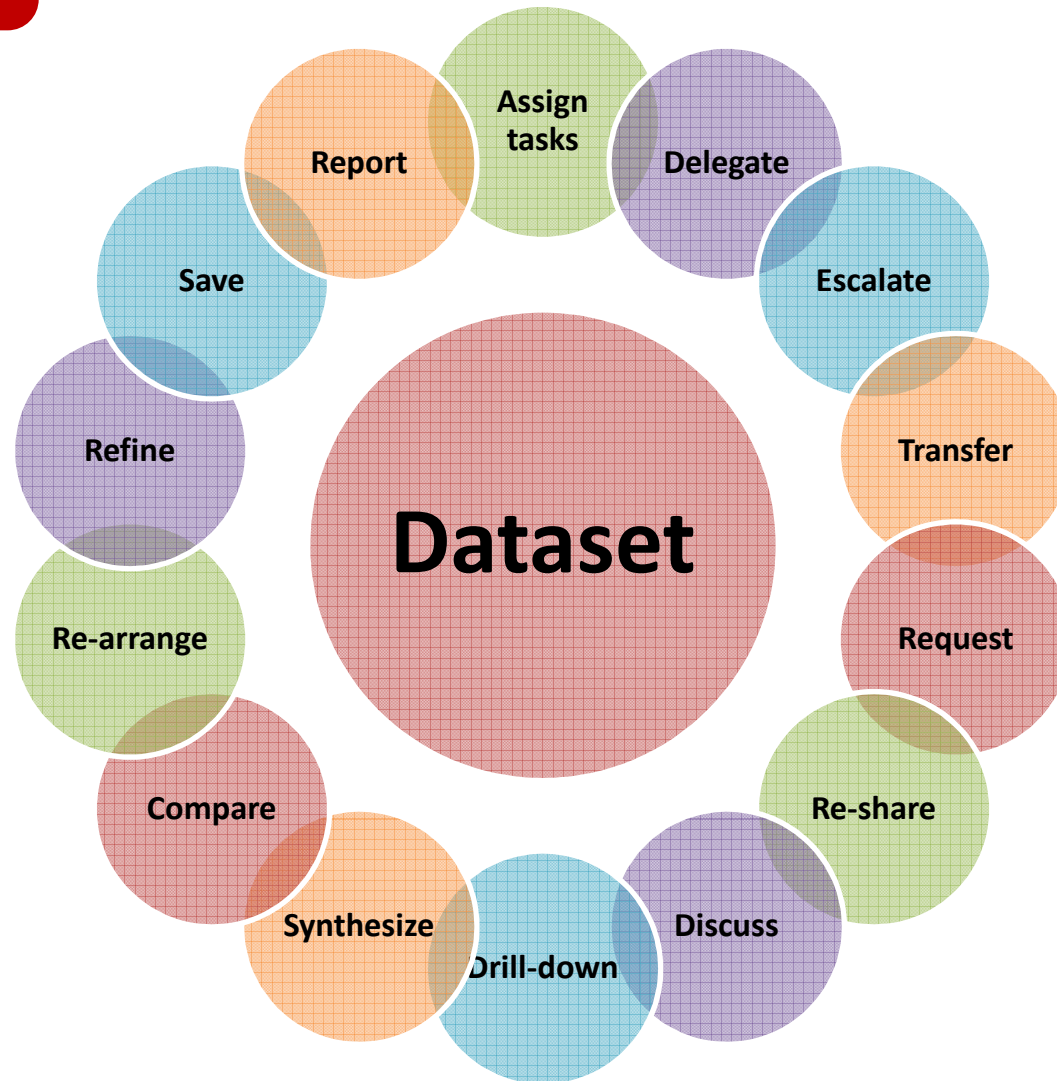 Assign
tasks
Delegate
Escalate
Transfer
Request
Re-share
Discuss
Drill-down
Synthesize
Compare
Re-arrange
Refine
Save
Report
Dataset